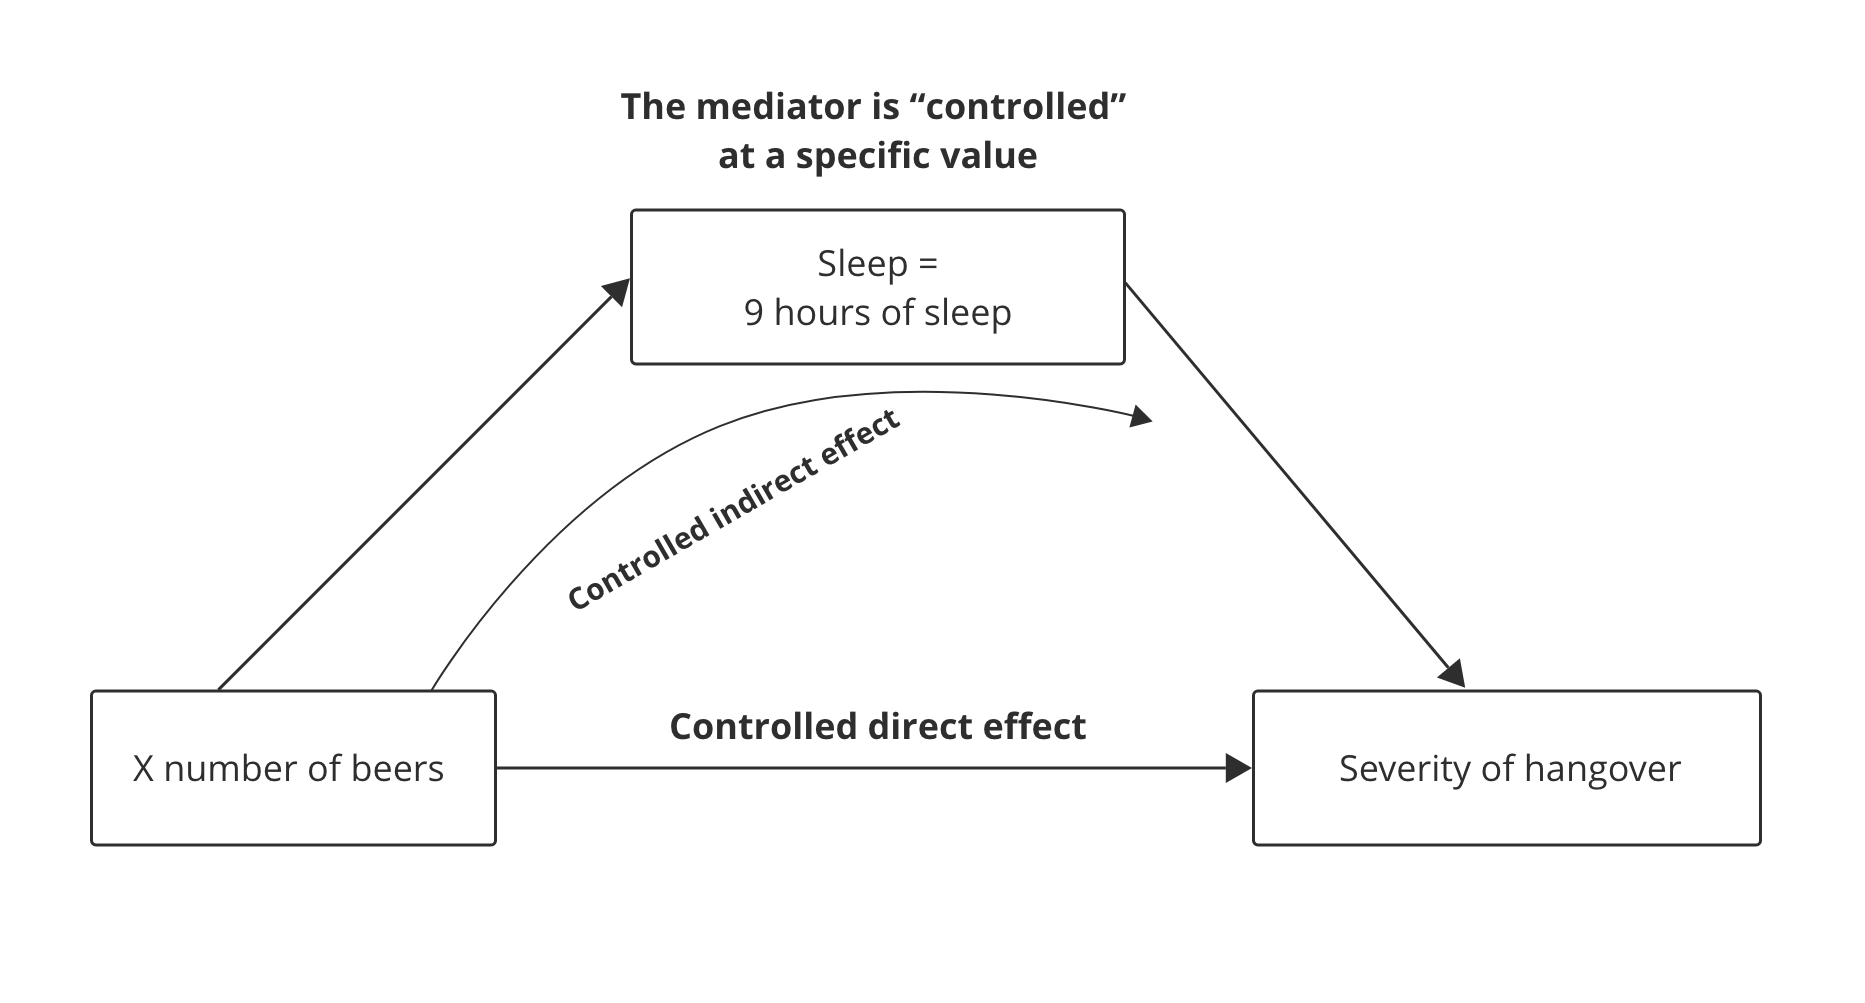 The mediator is “controlled”
at a specific value
Sleep =
9 hours of sleep
Controlled indirect effect
Controlled direct effect
X number of beers
Severity of hangover